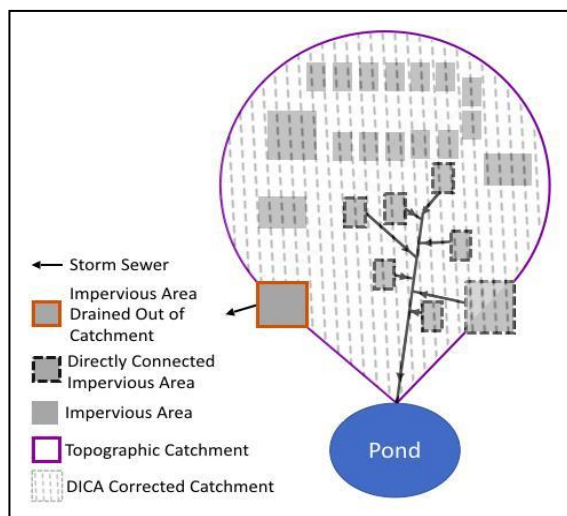 Storm Sewer
Impervious Area
Drained Out of
Catchment
Directly Connected
Impervious Area
Impervious Area
Topographic Catchment
DICA Corrected Catchment
Pond